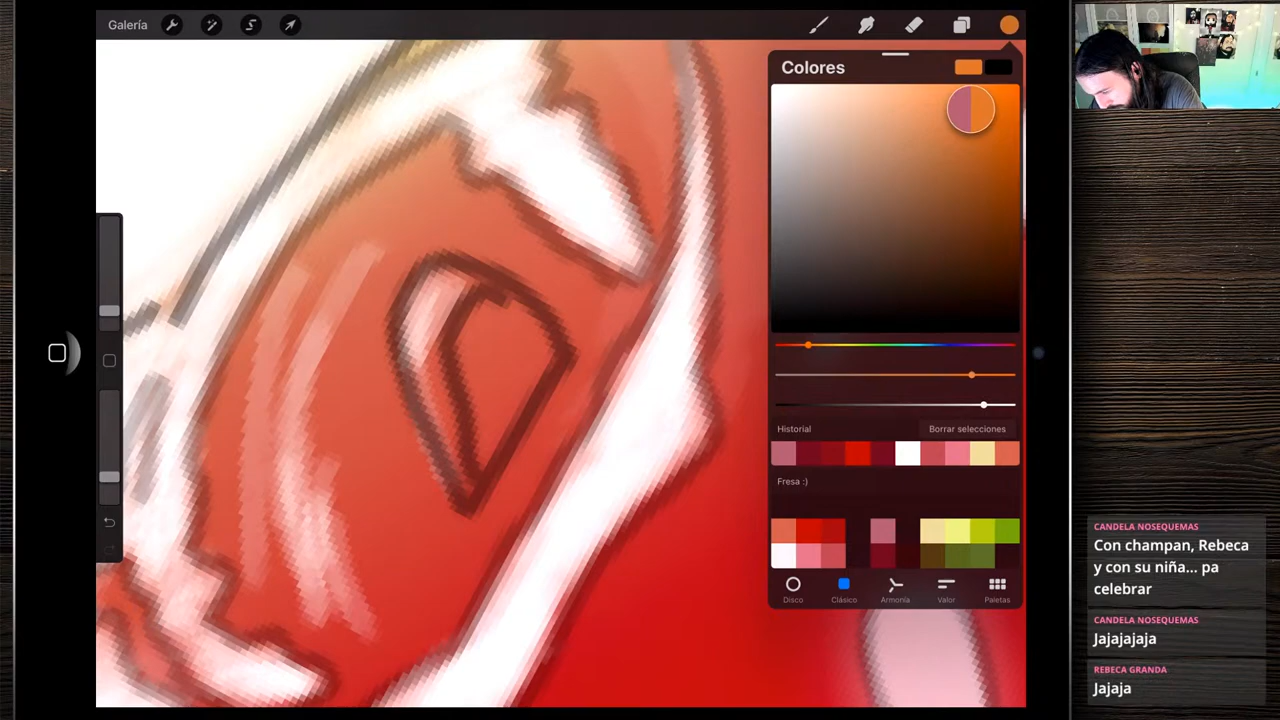 Galería
Colores
Historial
Borrar selecciones
Fresa :)
Disco
Clásico
Armonía
Valor
Paletas
CANDELA NOSEQUEMAS
Con champan, Rebeca
y con su niña... pa
celebrar
CANDELA NOSEQUEMAS
Jajajajaja
REBECA GRANDA
Jajaja